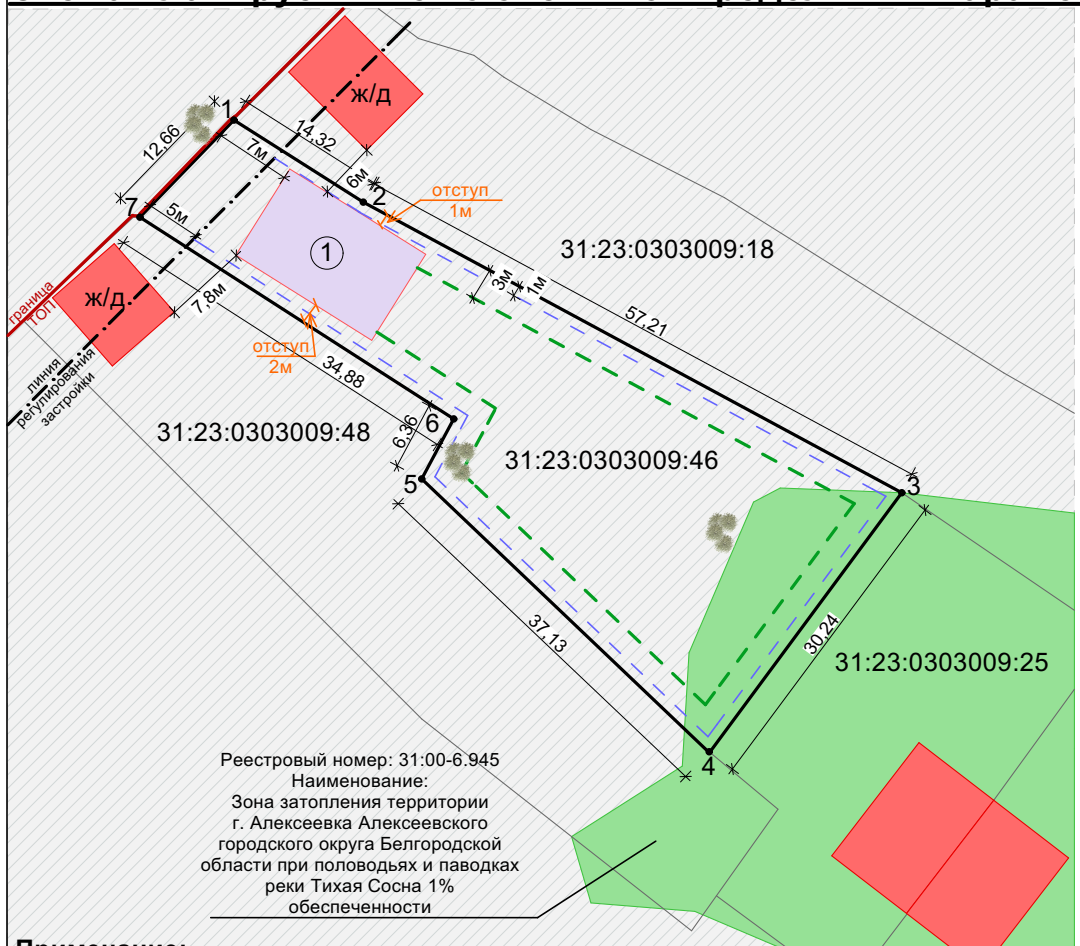 ж/д
1
12,66
14,32
7м
6м
2
отступ
1м
7
5м
1
31:23:0303009:18
3м
1м
57,21
ж/д
7,8м
граница
ТОП
отступ
2м
34,88
линия
регулирования
застройки
6
6,36
31:23:0303009:48
31:23:0303009:46
5
3
37,13
30,24
31:23:0303009:25
4
Реестровый номер: 31:00-6.945
Наименование:
Зона затопления территории
г. Алексеевка Алексеевского
городского округа Белгородской
области при половодьях и паводках
реки Тихая Сосна 1%
обеспеченности
Примечание: